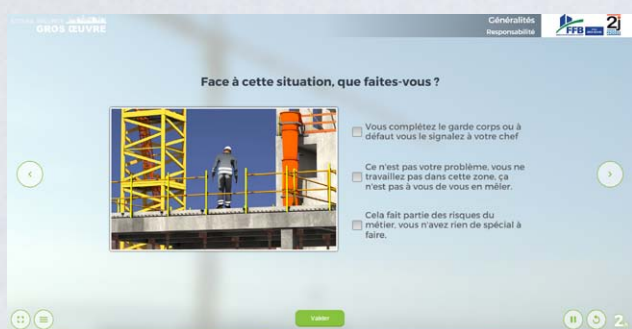 GROS ŒUVRE
Généralités
Responsabilité
FFB
2j
Face à cette situation, que faites-vous ?
Vous complétez le garde corps ou à
défaut vous le signalez à votre chef
Ce n'est pas votre problème, vous ne
travaillez pas dans cette zone, ça
n'est pas à vous de vous en mêler.
Cela fait partie des risques du
métier, vous n'avez rien de spécial à
faire.
Valider
2